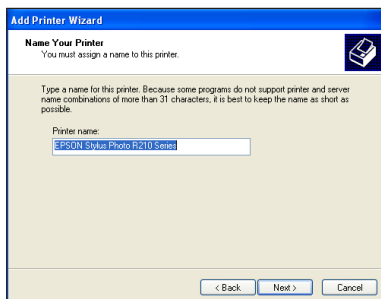 Add Printer Wizard
Name Your Printer
You must assign a name to this printer.
Type a name for this printer. Because some programs do not support printer and server
name combinations of more than 31 characters, it is best to keep the name as short as
possible.
Printer name:
EPSON Stylus Photo R210 Series
< Back
Next >
Cancel